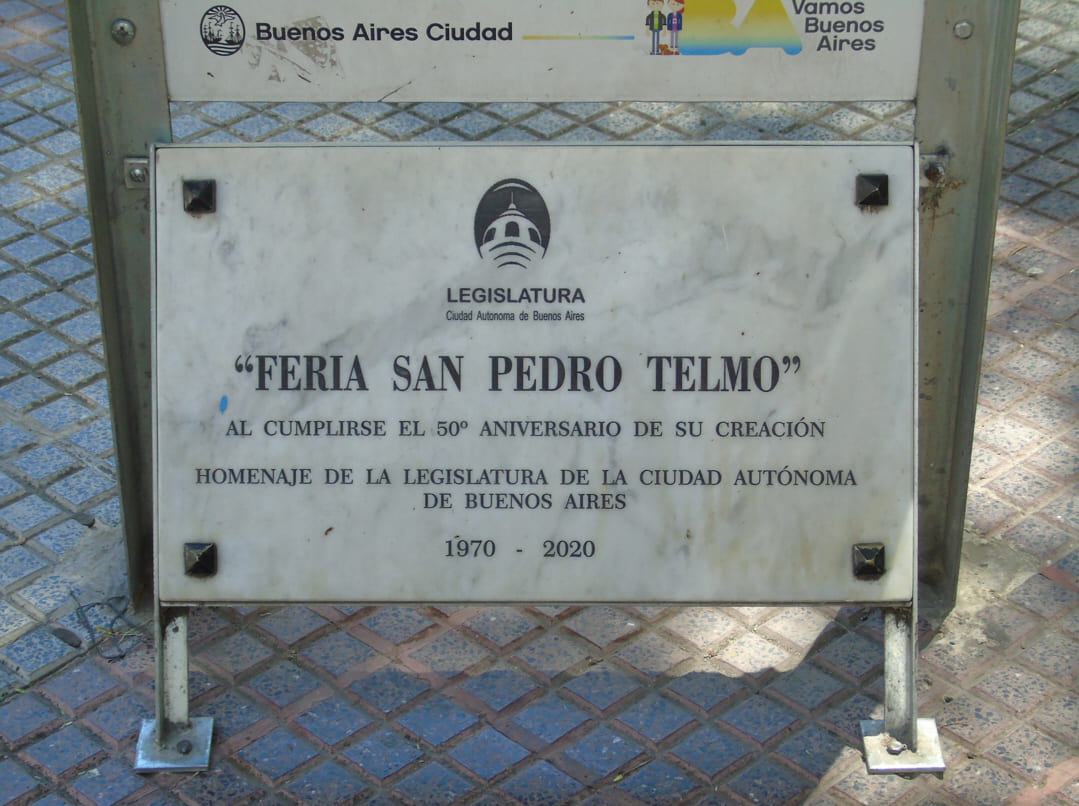 Buenos Aires Ciudad
BA
Vamos
Buenos
Aires
LEGISLATURA
Ciudad Autonoma de Buenos Aires
“FERIA SAN PEDRO TELMO”
AL CUMPLIRSE EL 50º ANIVERSARIO DE SU CREACIÓN
HOMENAJE DE LA LEGISLATURA DE LA CIUDAD AUTÓNOMA
DE BUENOS AIRES
1970 - 2020